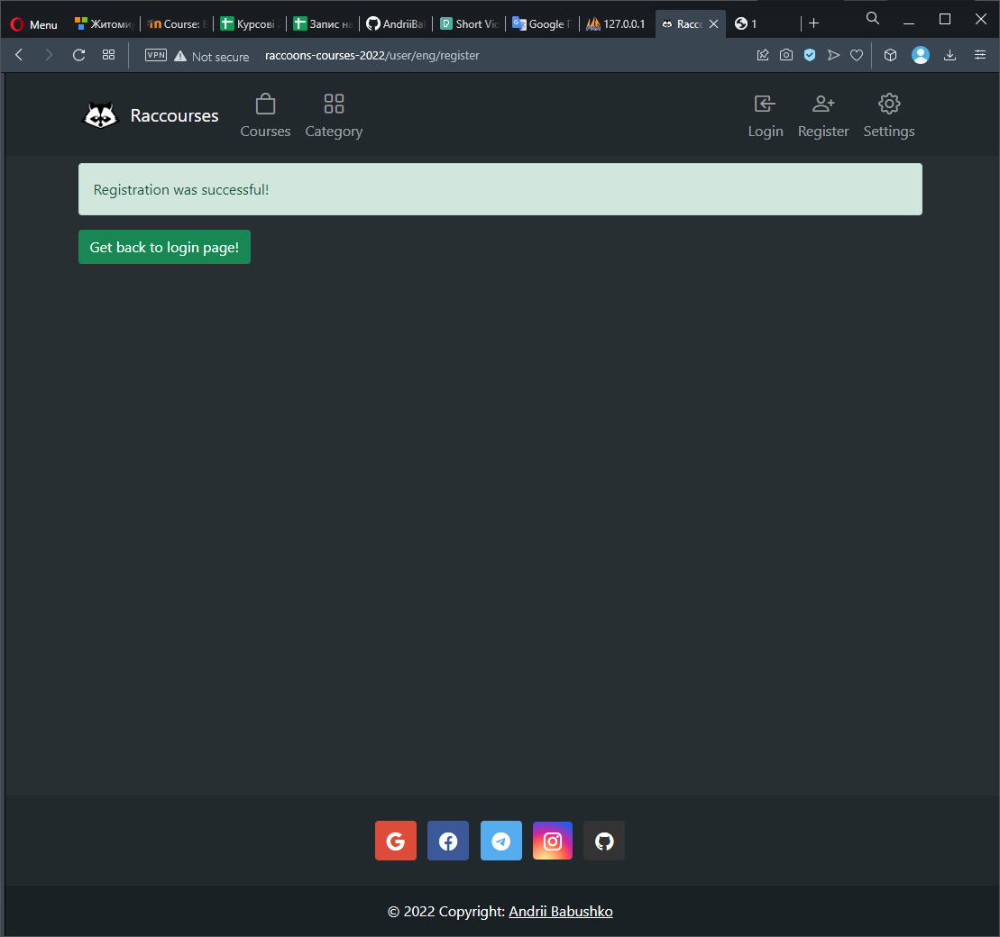 Menu
Житоми
Course:
Курсові
Запис на
AndriiBa
Short Vi
Google
127.0.0.1
Racco
1
VPN Not secure raccoons-courses-2022/user/eng/register
Raccourses
Courses
Category
Login
Register
Settings
Registration was successful!
Get back to login page!
© 2022 Copyright: Andrii Babushko